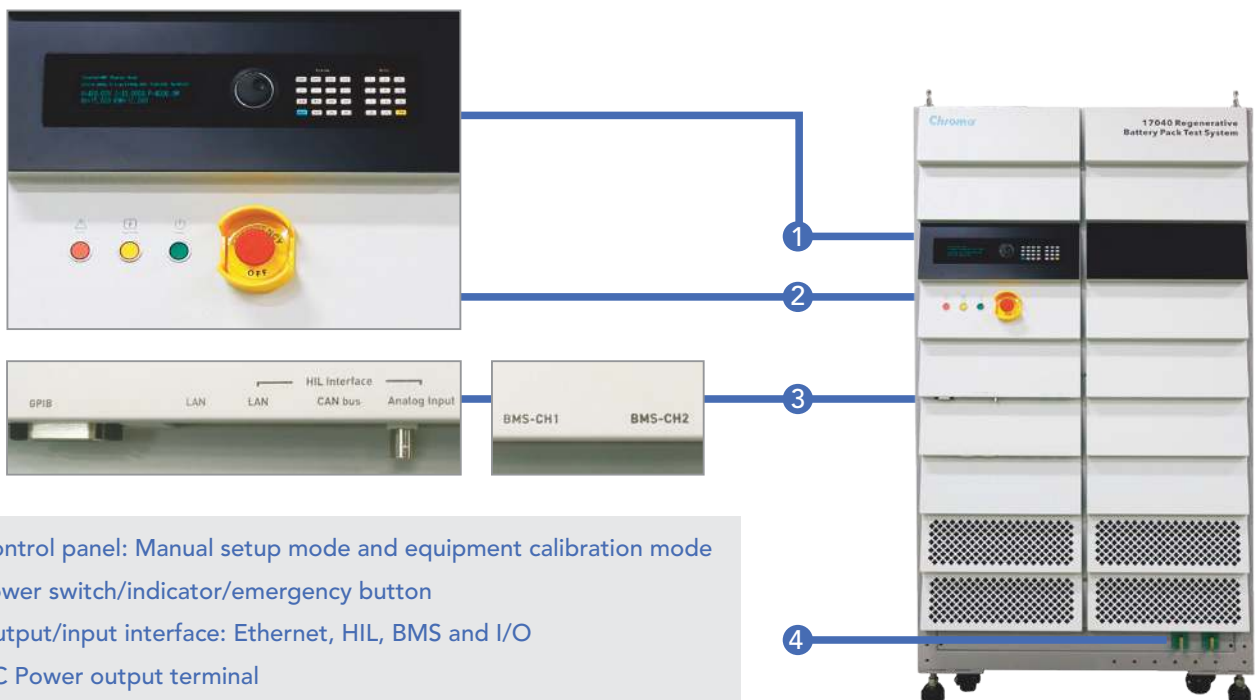 EMERGENCY
OFF
GPIB
LAN
HIL Interface
LAN
CAN bus
Analog Input
BMS-CH1
BMS-CH2
ontrol panel: Manual setup mode and equipment calibration mode
ower switch/indicator/emergency button
utput/input interface: Ethernet, HIL, BMS and I/O
C Power output terminal
1
2
3
4
Chroma
17040 Regenerative
Battery Pack Test System